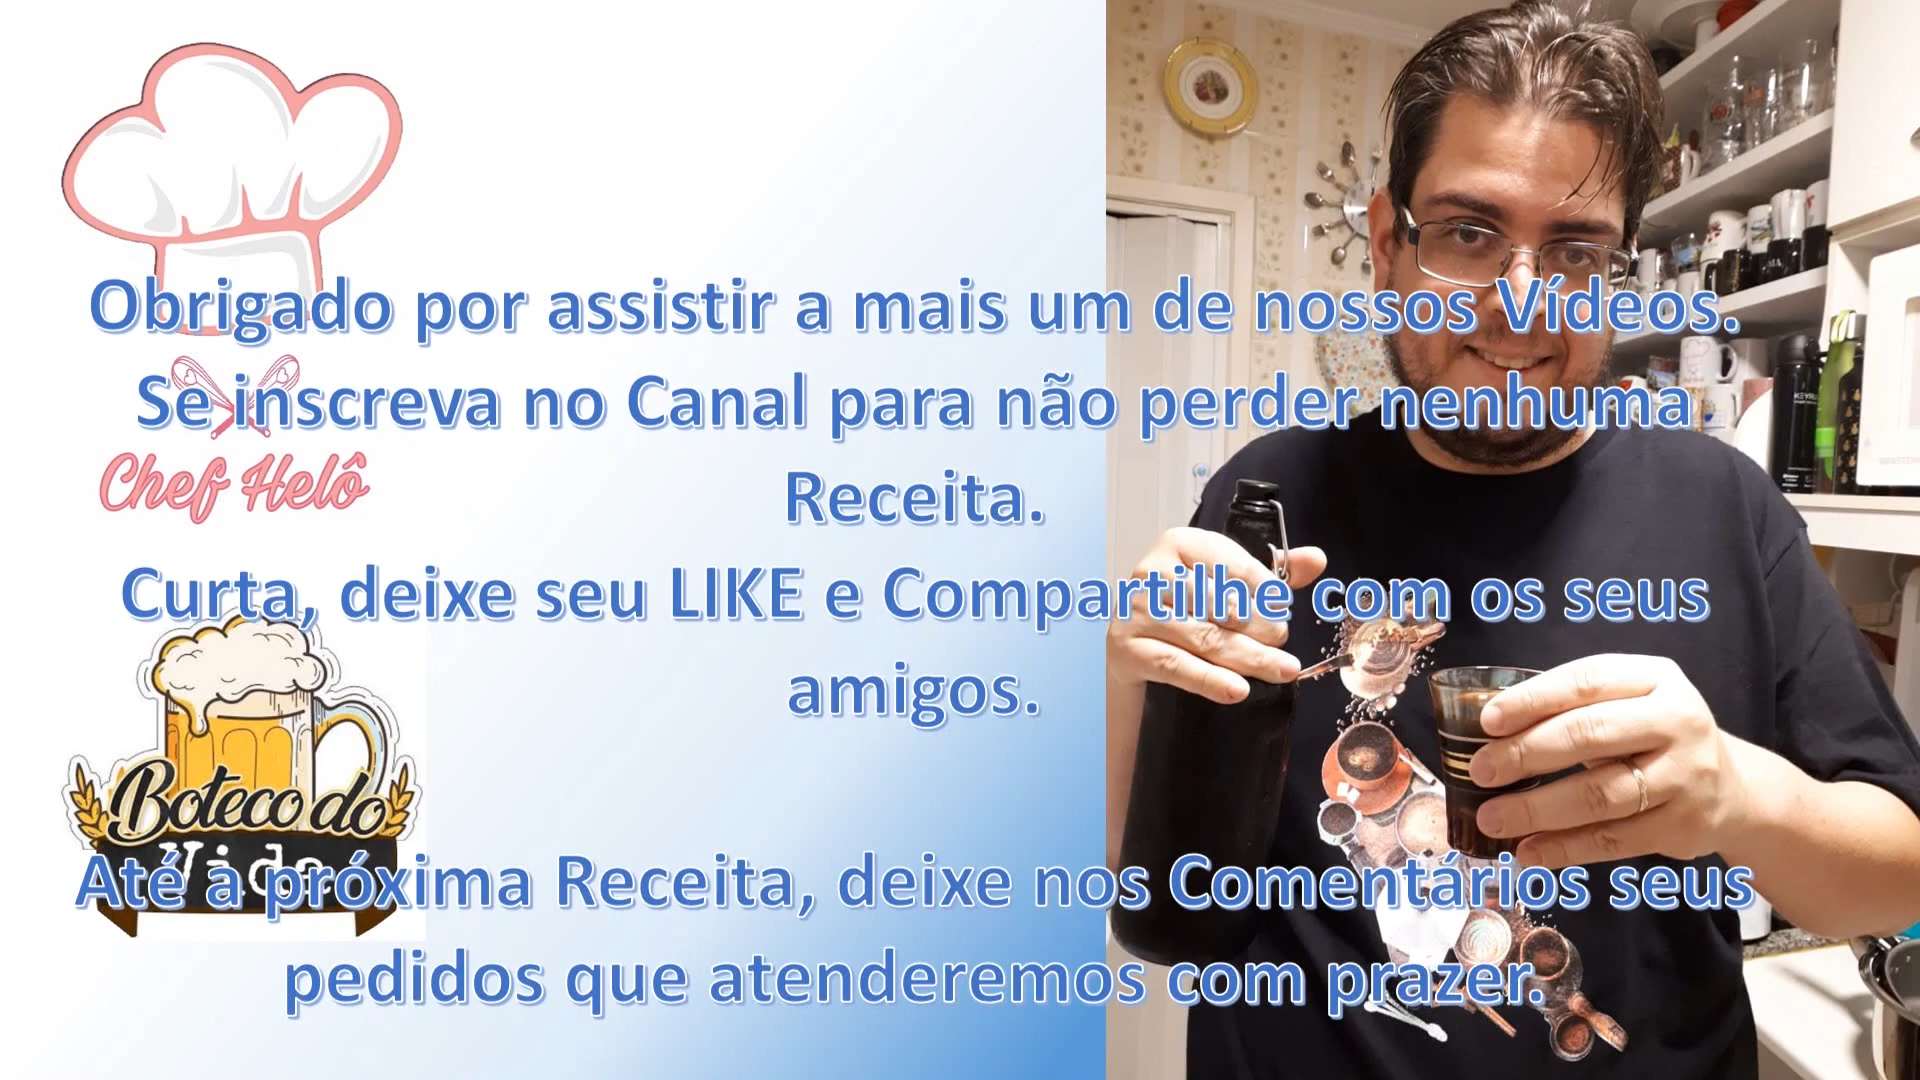 Obrigado por assistir a mais um de nossos Vídeos.
Se inscreva no Canal para não perder nenhuma
Receita.
Chef Helô
Curta, deixe seu LIKE e Compartilhe com os seus
amigos.
Boteco do
Vido
Até a próxima Receita, deixe nos Comentários seus
pedidos que atenderemos com prazer.